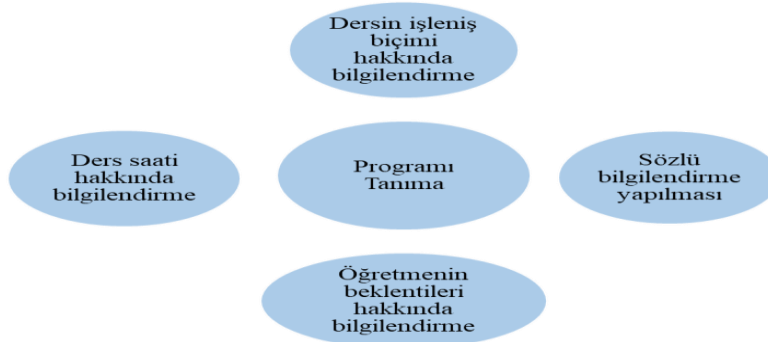 Dersin işleniş
biçimi
hakkında
bilgilendirme
Ders saati
hakkında
bilgilendirme
Programı
Tanıma
Sözlü
bilgilendirme
yapılması
Öğretmenin
beklentileri
hakkında
bilgilendirme